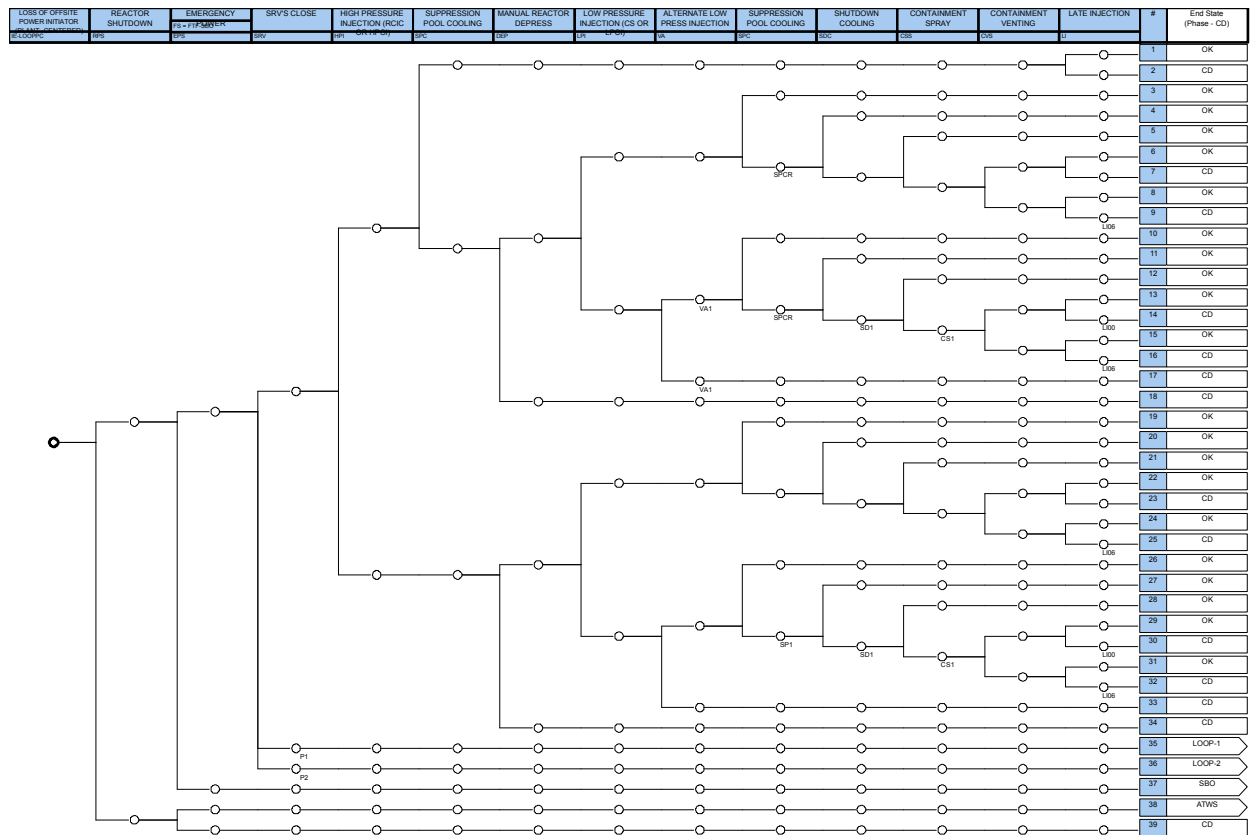 LOSS OF OFFSITE
POWER INITIATOR
(PLANT_CENTERED)
IE-LOOPPC
REACTOR
SHUTDOWN
RPS
EMERGENCY
POWER
FS = FTF-SBO
EPS
SRV'S CLOSE
SRV
HIGH PRESSURE
INJECTION (RCIC
OR HPCI)
HPI
SUPPRESSION
POOL COOLING
SPC
MANUAL REACTOR
DEPRESS
DEP
LOW PRESSURE
INJECTION (CS OR
LPCI)
LPI
ALTERNATE LOW
PRESS INJECTION
VA
SUPPRESSION
POOL COOLING
SPC
SHUTDOWN
COOLING
SDC
CONTAINMENT
SPRAY
CSS
CONTAINMENT
VENTING
CVS
LATE INJECTION
LI
#
End State
(Phase - CD)
1 OK
2 CD
3 OK
4 OK
5 OK
6 OK
SPCR
7 CD
8 OK
9 CD
LI06
10 OK
11 OK
12 OK
13 OK
VA1
SPCR
14 CD
SD1
LI00
15 OK
CS1
16 CD
LI06
17 CD
VA1
18 CD
19 OK
20 OK
21 OK
22 OK
23 CD
24 OK
25 CD
LI06
26 OK
27 OK
28 OK
29 OK
SP1
30 CD
SD1
LI00
31 OK
CS1
32 CD
LI06
33 CD
34 CD
35 LOOP-1
P1
36 LOOP-2
P2
37 SBO
38 ATWS
39 CD